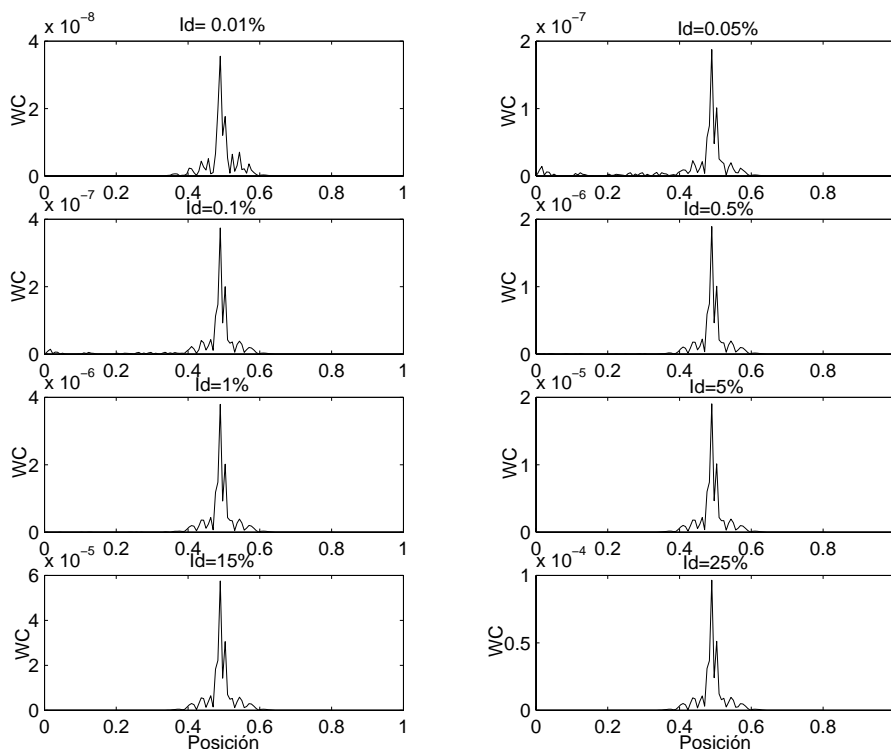 x 10−8
Id= 0.01%
4
2
0
WC
0
0.2
0.4
0.6
0.8
1
x 10−7
Id=0.05%
2
1
0
WC
0
0.2
0.4
0.6
0.8
x 10−7
Id=0.1%
4
2
0
WC
0
0.2
0.4
0.6
0.8
1
x 10−6
Id=0.5%
2
1
0
WC
0
0.2
0.4
0.6
0.8
x 10−6
Id=1%
4
2
0
WC
0
0.2
0.4
0.6
0.8
1
x 10−5
Id=5%
2
1
0
WC
0
0.2
0.4
0.6
0.8
x 10−5
Id=15%
6
4
2
0
WC
0
0.2
0.4
0.6
0.8
1
Posición
x 10−4
Id=25%
1
0.5
0
WC
0
0.2
0.4
0.6
0.8
Posición